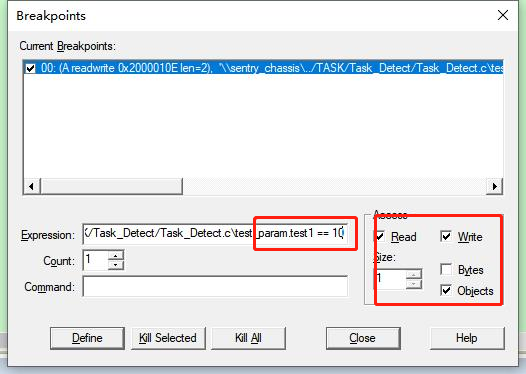 Breakpoints
Current Breakpoints:
00: (A readwrite 0x2000010E len=2), "\\sentry_chassis\../TASK/Task_Detect/Task_Detect.c\tes
Access
Expression: K/Task_Detect/Task_Detect.c\test_param.test1 == 10
Read Write
Count: 1
Size:
1
Bytes
Command:
Objects
Define Kill Selected Kill All Close Help